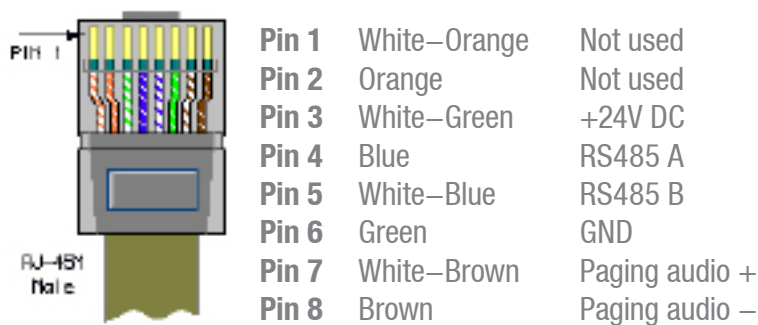 PIN 1
Pin 1 White–Orange Not used
Pin 2 Orange Not used
Pin 3 White–Green +24V DC
Pin 4 Blue RS485 A
Pin 5 White–Blue RS485 B
Pin 6 Green GND
Pin 7 White–Brown Paging audio +
Pin 8 Brown Paging audio –
RJ-45M
Male